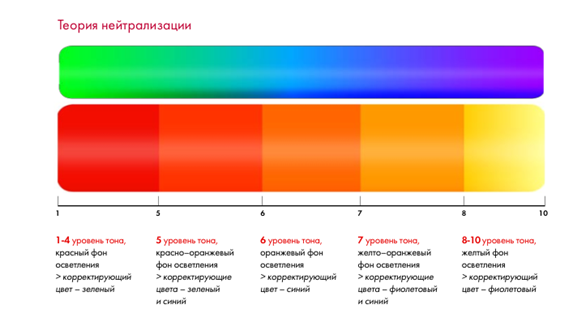 Теория нейтрализации
1 5 6 7 8 10
1-4 уровень тона,
красный фон
осветления
> корректирующий
цвет – зеленый
5 уровень тона,
красно-оранжевый
фон осветления
> корректирующие
цвета – зеленый
и синий
6 уровень тона,
оранжевый фон
осветления
> корректирующий
цвет – синий
7 уровень тона,
желто-оранжевый
фон осветления
> корректирующие
цвета – фиолетовый
и синий
8-10 уровень тона,
желтый фон
осветления
> корректирующий
цвет – фиолетовый